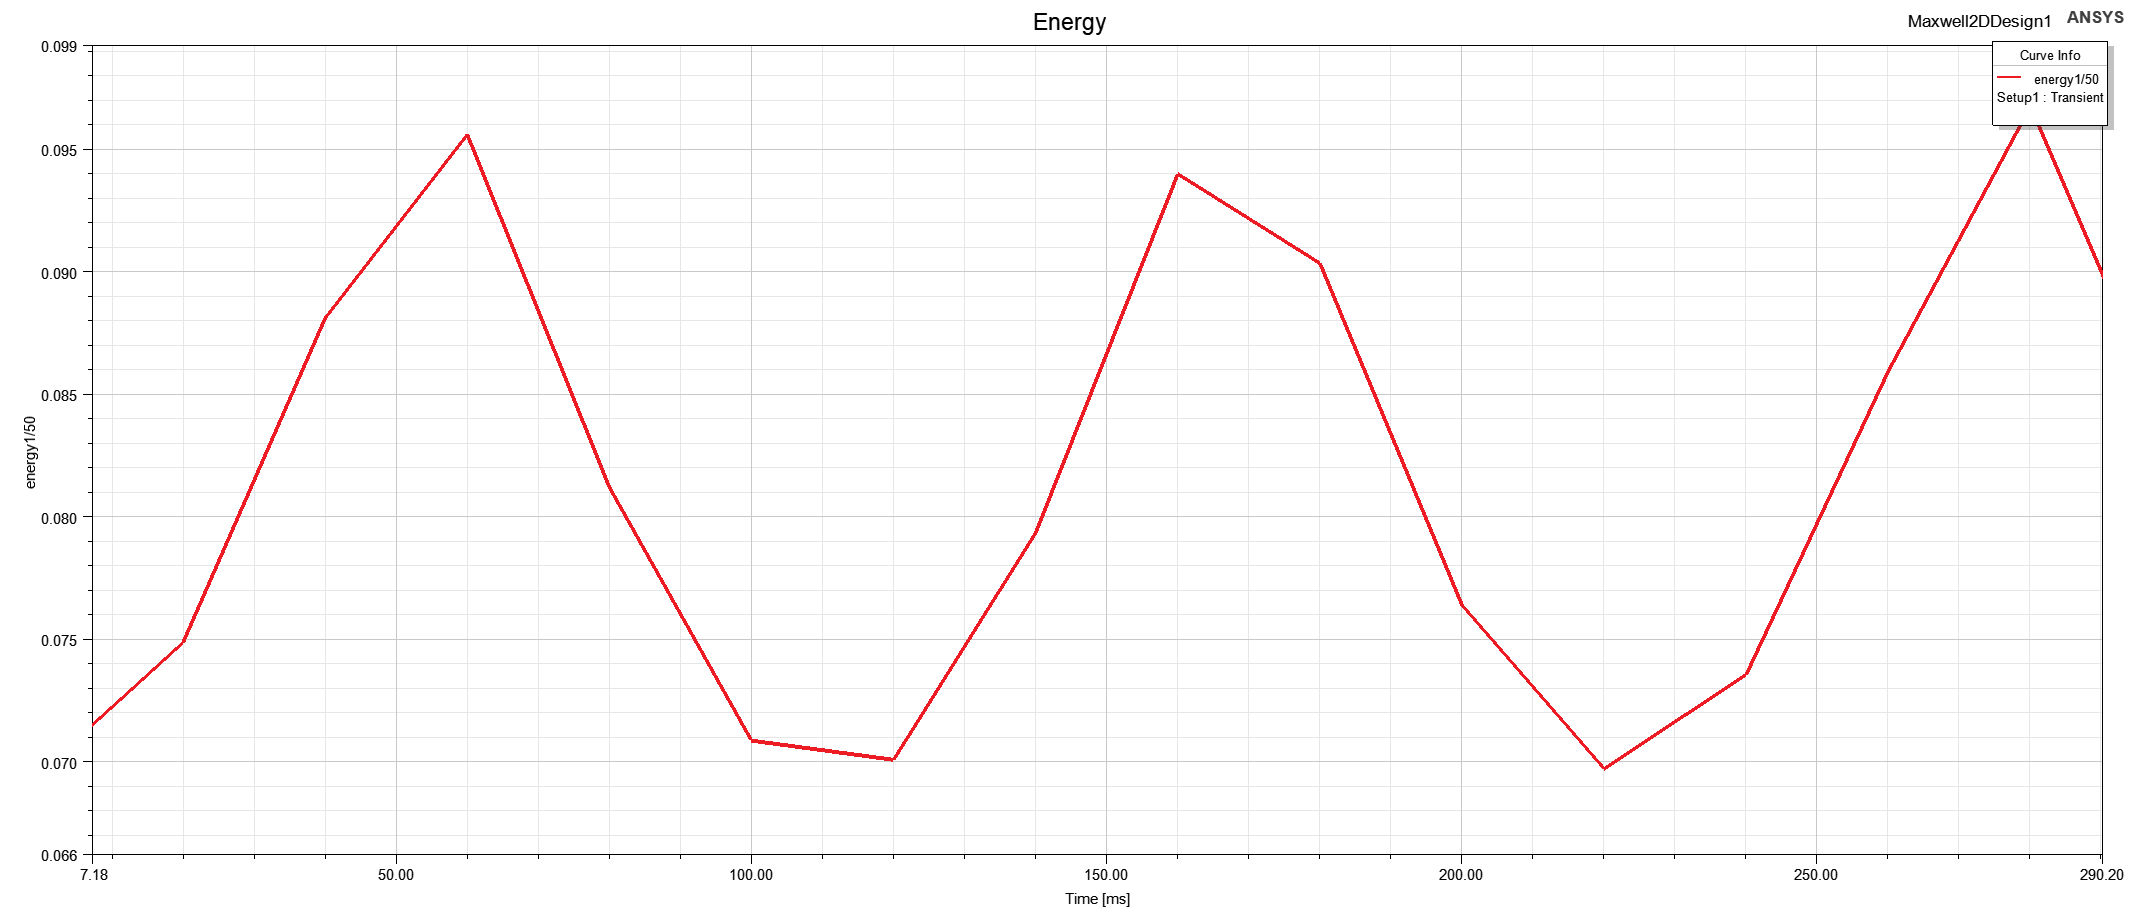 Energy
Maxwell2DDesign1 ANSYS
Curve Info
energy1/50
Setup1 : Transient
0.099
0.095
0.090
0.085
0.080
0.075
0.070
0.066
energy1/50
7.18 50.00 100.00 150.00 200.00 250.00 290.20
Time [ms]